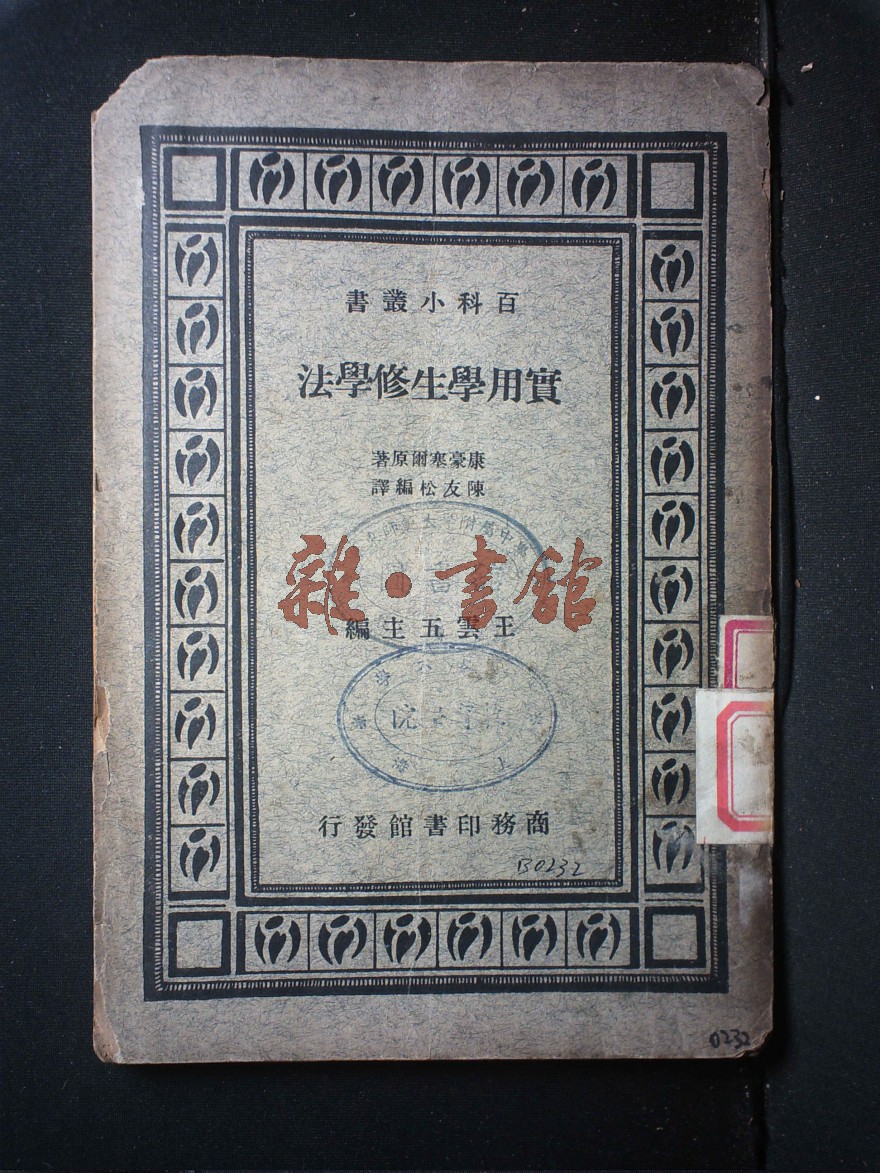 百科小叢書
實用學生修學法
康豪塞爾原著
陳友松編譯
雜·書館
王雲五主編
商務印書館發行
B0232
0232